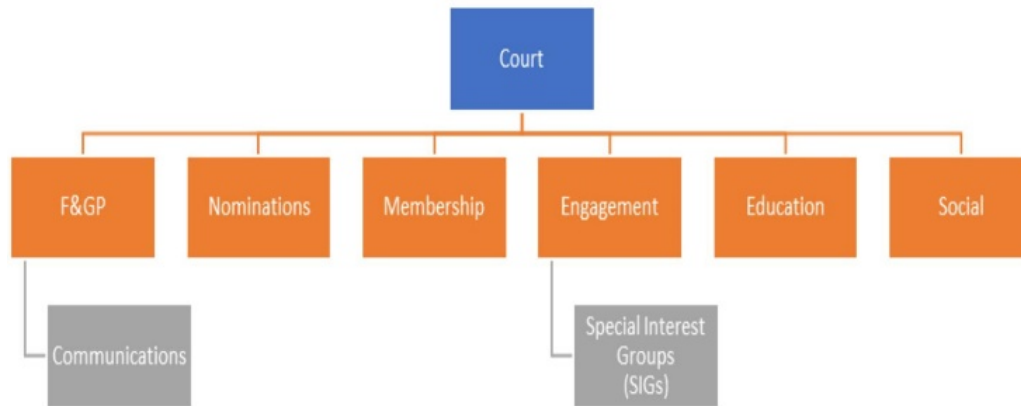 Court
F&GP
Nominations
Membership
Engagement
Education
Social
Communications
Special Interest
Groups
(SIGs)